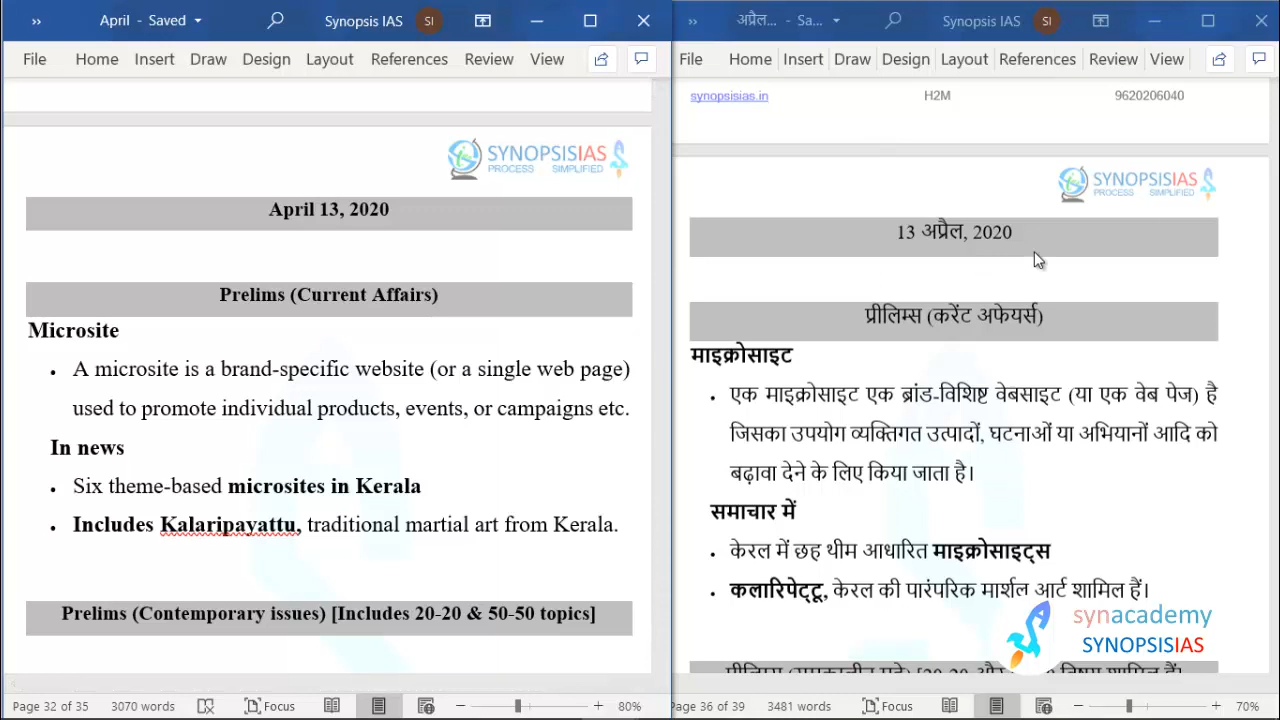 April - Saved
Synopsis IAS
SI
File Home Insert Draw Design Layout References Review View
SYNOPSISIAS
PROCESS SIMPLIFIED
April 13, 2020
Prelims (Current Affairs)
Microsite
• A microsite is a brand-specific website (or a single web page)
used to promote individual products, events, or campaigns etc.
In news
• Six theme-based microsites in Kerala
• Includes Kalaripayattu, traditional martial art from Kerala.
Prelims (Contemporary issues) [Includes 20-20 & 50-50 topics]
Page 32 of 35 3070 words Focus 80%
अप्रैल... - Sa...
Synopsis IAS
SI
File Home Insert Draw Design Layout References Review View
synopsisias.in H2M 9620206040
SYNOPSISIAS
PROCESS SIMPLIFIED
13 अप्रैल, 2020
प्रीलिम्स (करेंट अफेयर्स)
माइक्रोसाइट
• एक माइक्रोसाइट एक ब्रांड-विशिष्ट वेबसाइट (या एक वेब पेज) है
जिसका उपयोग व्यक्तिगत उत्पादों, घटनाओं या अभियानों आदि को
बढ़ावा देने के लिए किया जाता है।
समाचार में
• केरल में छह थीम आधारित माइक्रोसाइट्स
• कलारिपेट्टू, केरल की पारंपरिक मार्शल आर्ट शामिल हैं।
synacademy
SYNOPSISIAS
Page 36 of 39 3481 words Focus 70%